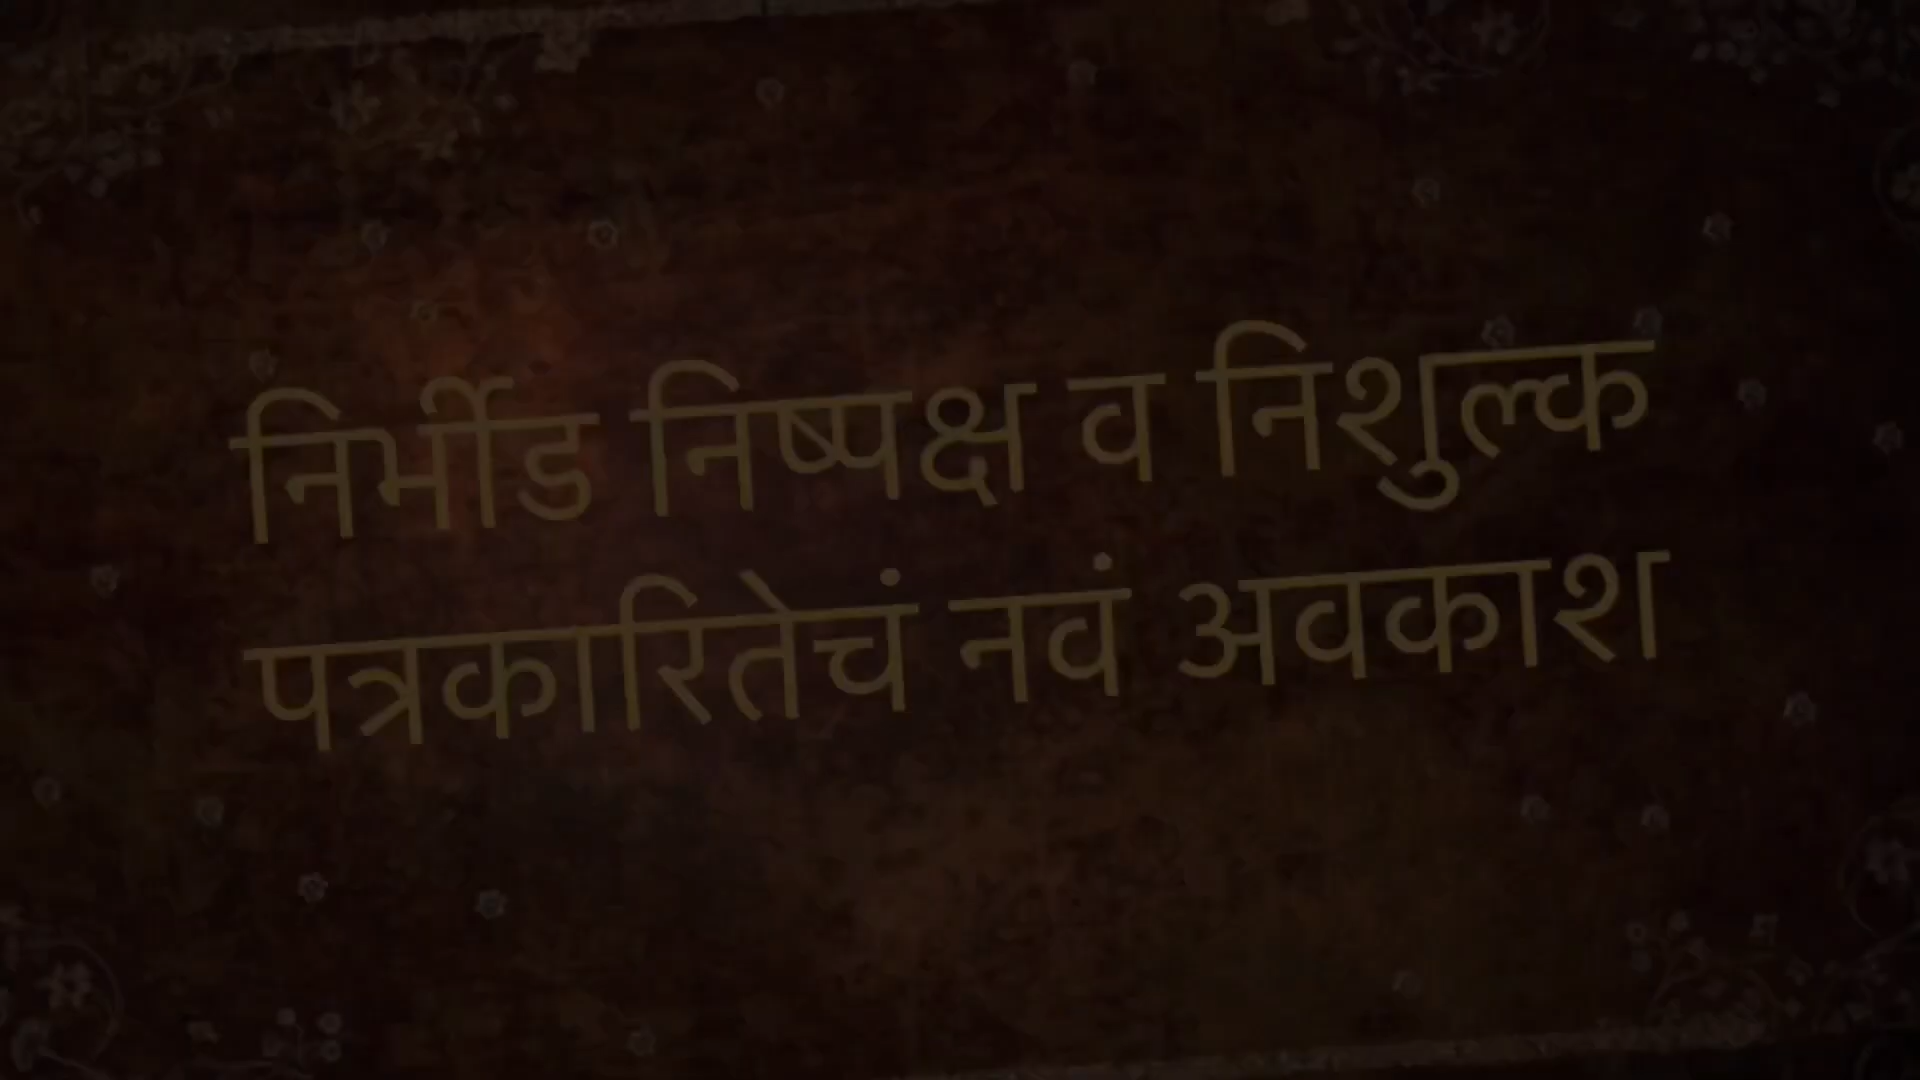 निर्भीड निष्पक्ष व निशुल्क
पत्रकारितेचं नवं अवकाश